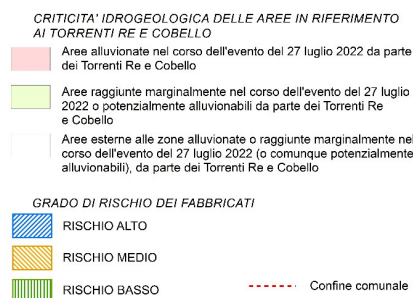 CRITICITA' IDROGEOLOGICA DELLE AREE IN RIFERIMENTO
AI TORRENTI RE E COBELLO
Aree alluvionate nel corso dell'evento del 27 luglio 2022 da parte
dei Torrenti Re e Cobello
Aree raggiunte marginalmente nel corso dell'evento del 27 luglio
2022 o potenzialmente alluvionabili da parte dei Torrenti Re
e Cobello
Aree esterne alle zone alluvionate o raggiunte marginalmente nel
corso dell'evento del 27 luglio 2022 (o comunque potenzialmente
alluvionabili), da parte dei Torrenti Re e Cobello
GRADO DI RISCHIO DEI FABBRICATI
RISCHIO ALTO
RISCHIO MEDIO
RISCHIO BASSO
Confine comunale